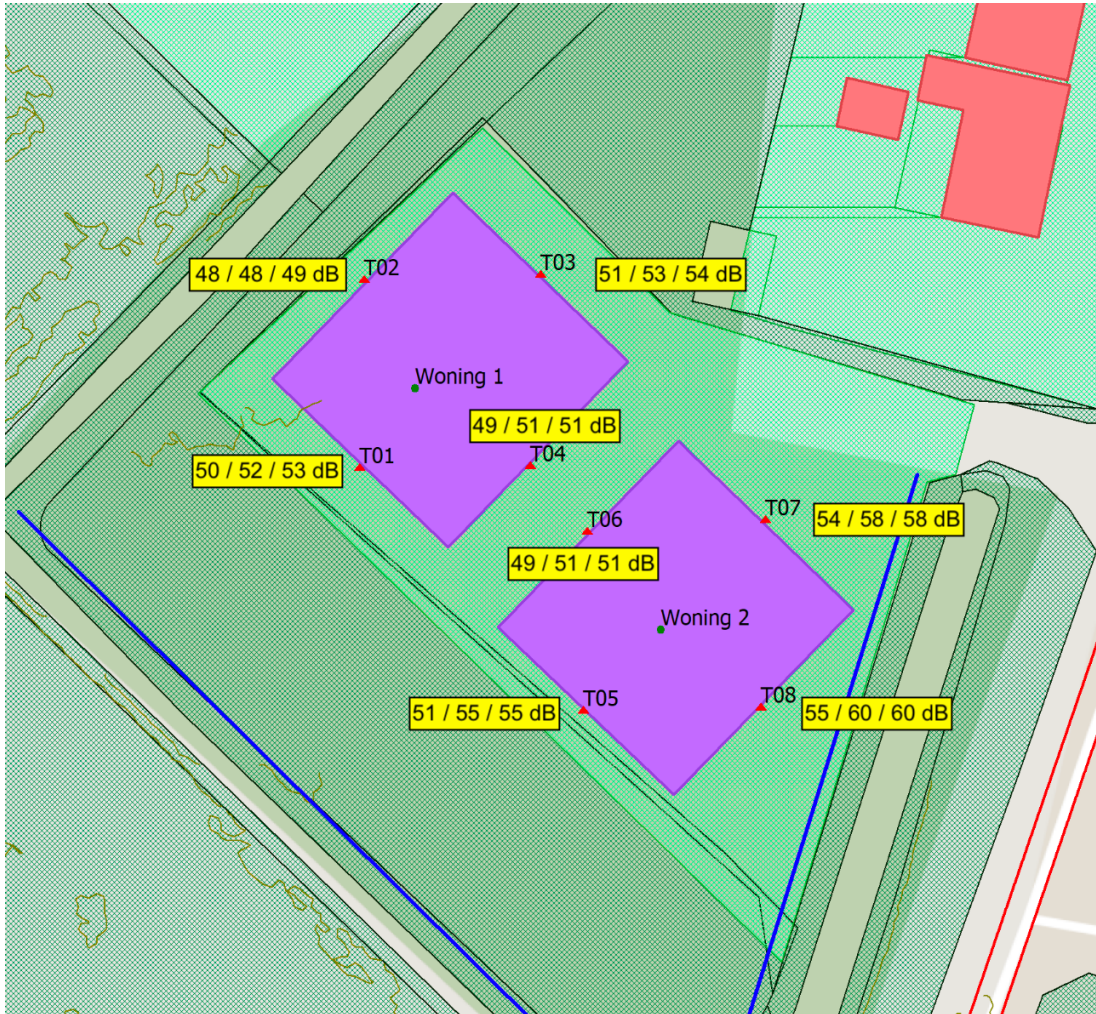 48 / 48 / 49 dB
T02
T03
51 / 53 / 54 dB
Woning 1
49 / 51 / 51 dB
50 / 52 / 53 dB
T01
T04
T06
T07
54 / 58 / 58 dB
49 / 51 / 51 dB
Woning 2
51 / 55 / 55 dB
T05
T08
55 / 60 / 60 dB